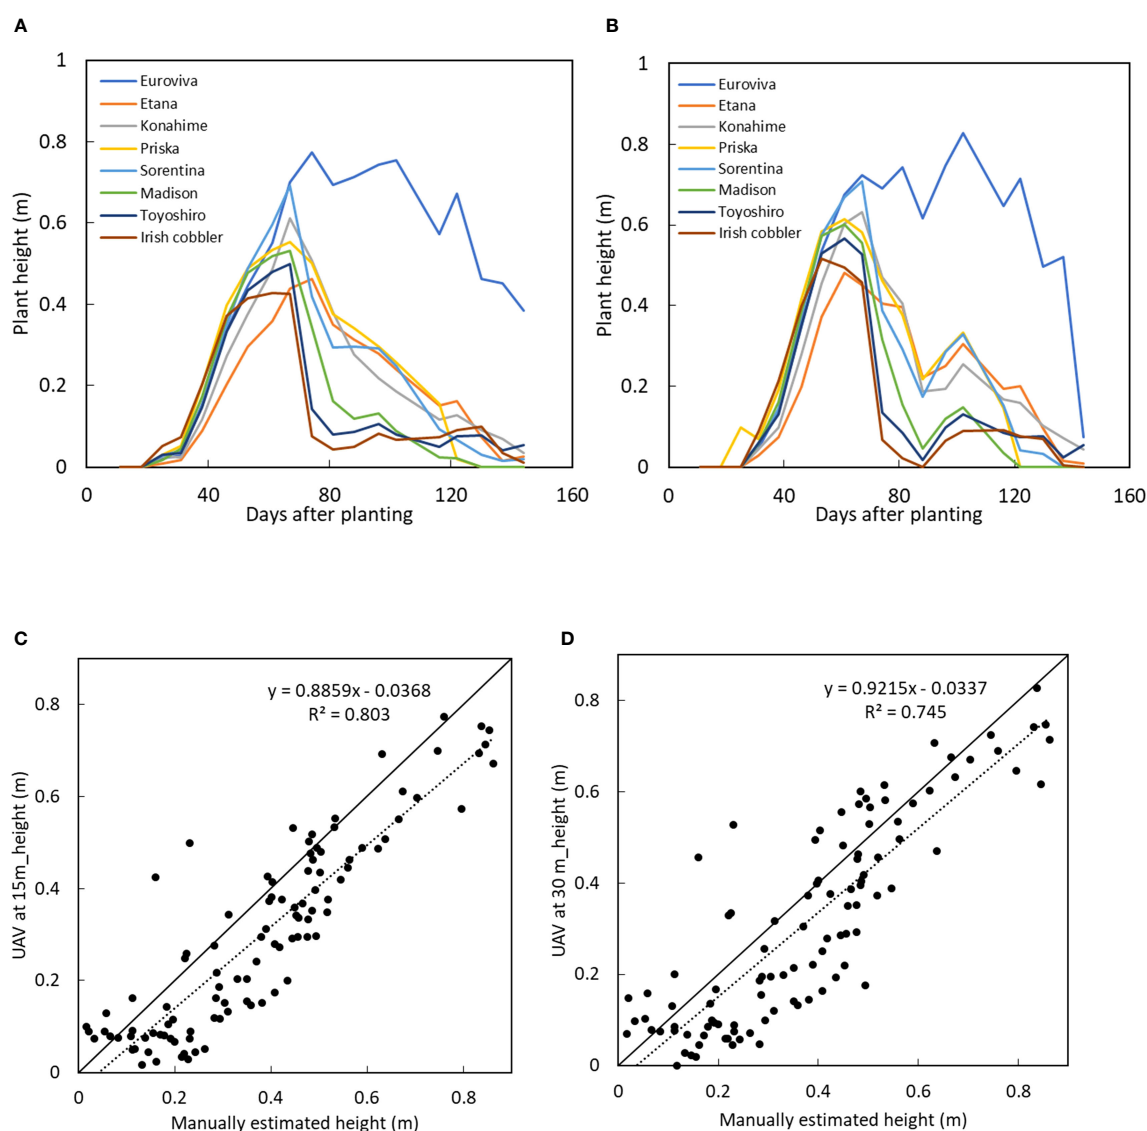 A
1
0.8
0.6
0.4
0.2
0
Plant height (m)
Euroviva
Etana
Konahime
Priska
Sorentina
Madison
Toyoshiro
Irish cobbler
0 40 80 120 160
Days after planting
B
1
0.8
0.6
0.4
0.2
0
Plant height (m)
Euroviva
Etana
Konahime
Priska
Sorentina
Madison
Toyoshiro
Irish cobbler
0 40 80 120 160
Days after planting
C
y = 0.8859x - 0.0368
R² = 0.803
0.8
0.6
0.4
0.2
0
UAV at 15m_height (m)
0 0.2 0.4 0.6 0.8
Manually estimated height (m)
D
y = 0.9215x - 0.0337
R² = 0.745
0.8
0.6
0.4
0.2
0
UAV at 30 m_height (m)
0 0.2 0.4 0.6 0.8
Manually estimated height (m)